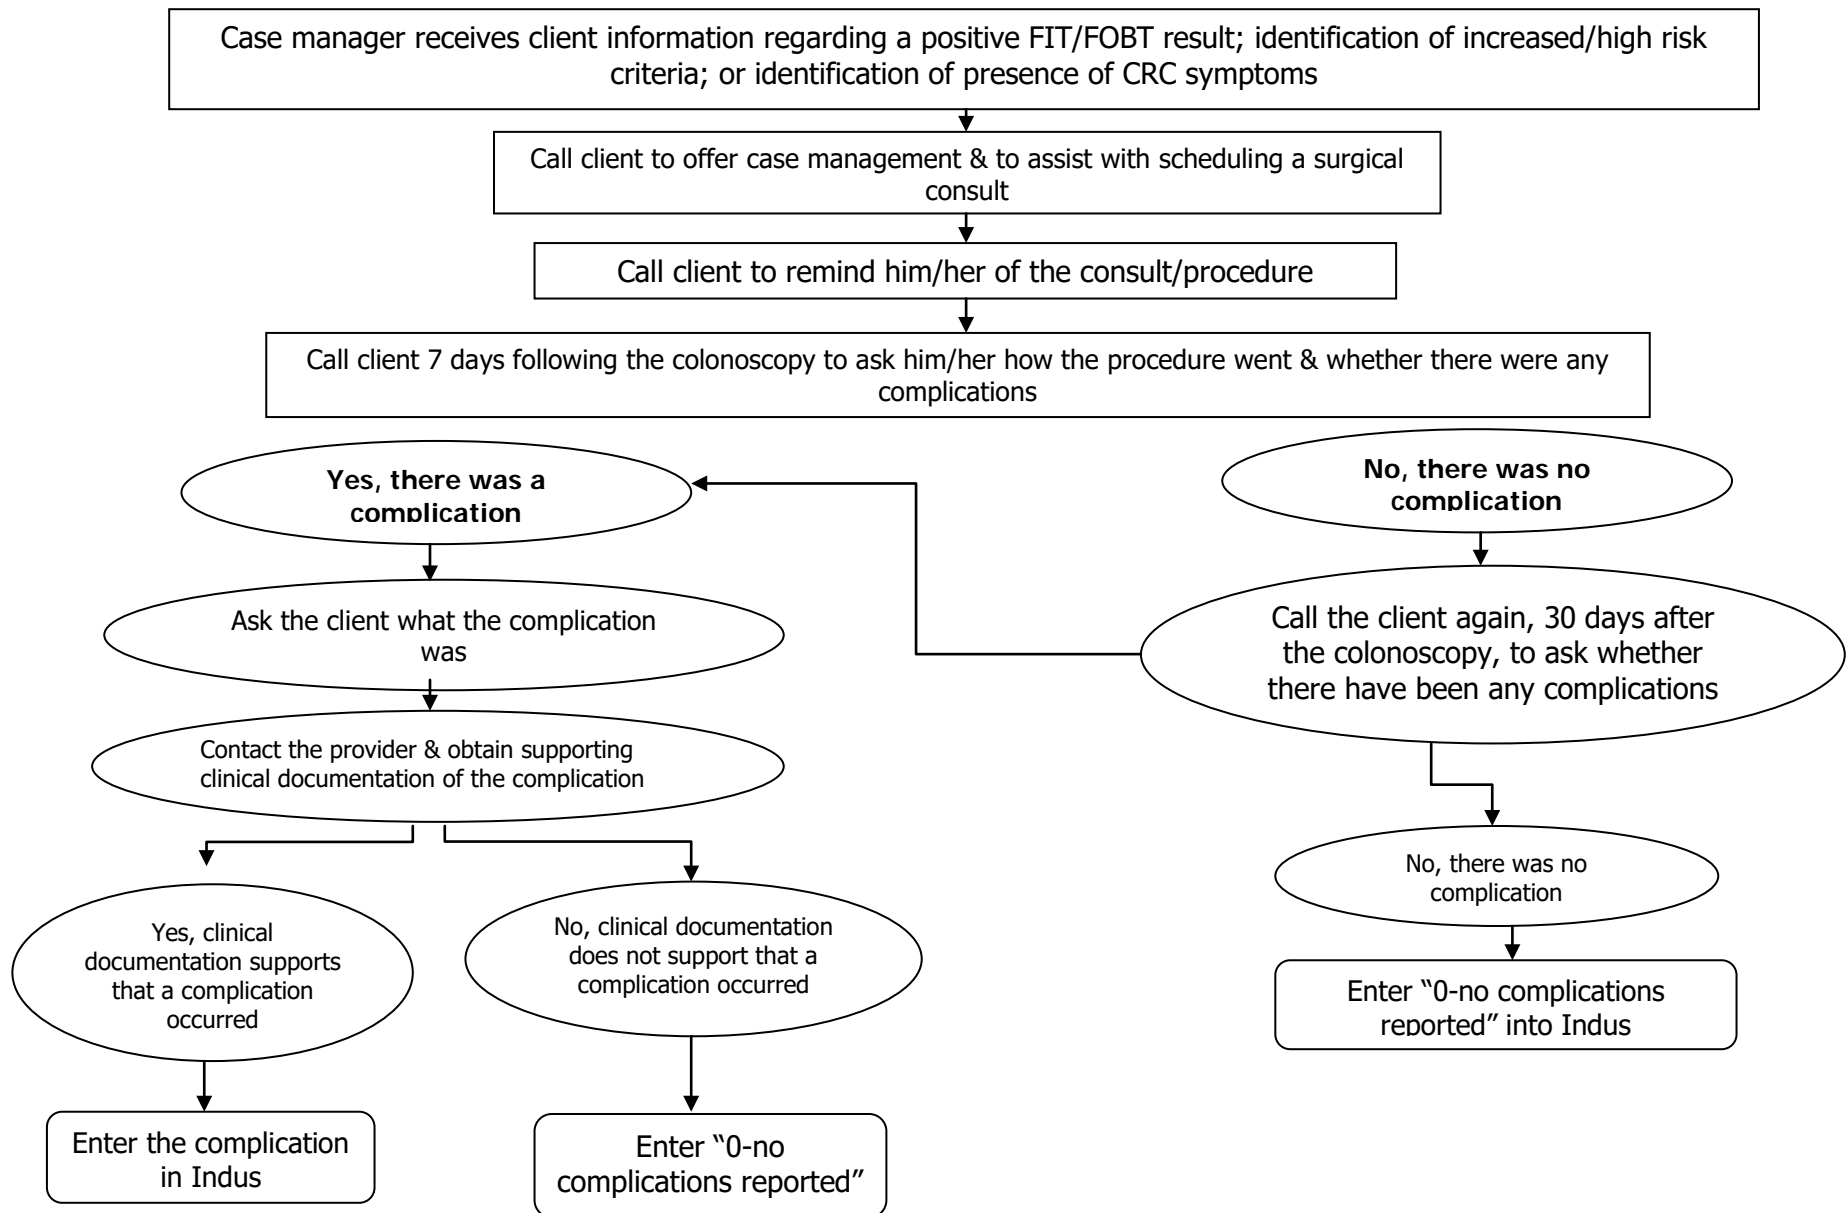 Case manager receives client information regarding a positive FIT/FOBT result; identification of increased/high risk
criteria; or identification of presence of CRC symptoms
Call client to offer case management & to assist with scheduling a surgical
consult
Call client to remind him/her of the consult/procedure
Call client 7 days following the colonoscopy to ask him/her how the procedure went & whether there were any
complications
Yes, there was a
complication
No, there was no
complication
Ask the client what the complication
was
Call the client again, 30 days after
the colonoscopy, to ask whether
there have been any complications
Contact the provider & obtain supporting
clinical documentation of the complication
No, there was no
complication
Yes, clinical
documentation supports
that a complication
occurred
No, clinical documentation
does not support that a
complication occurred
Enter “0-no complications
reported” into Indus
Enter the complication
in Indus
Enter “0-no
complications reported”